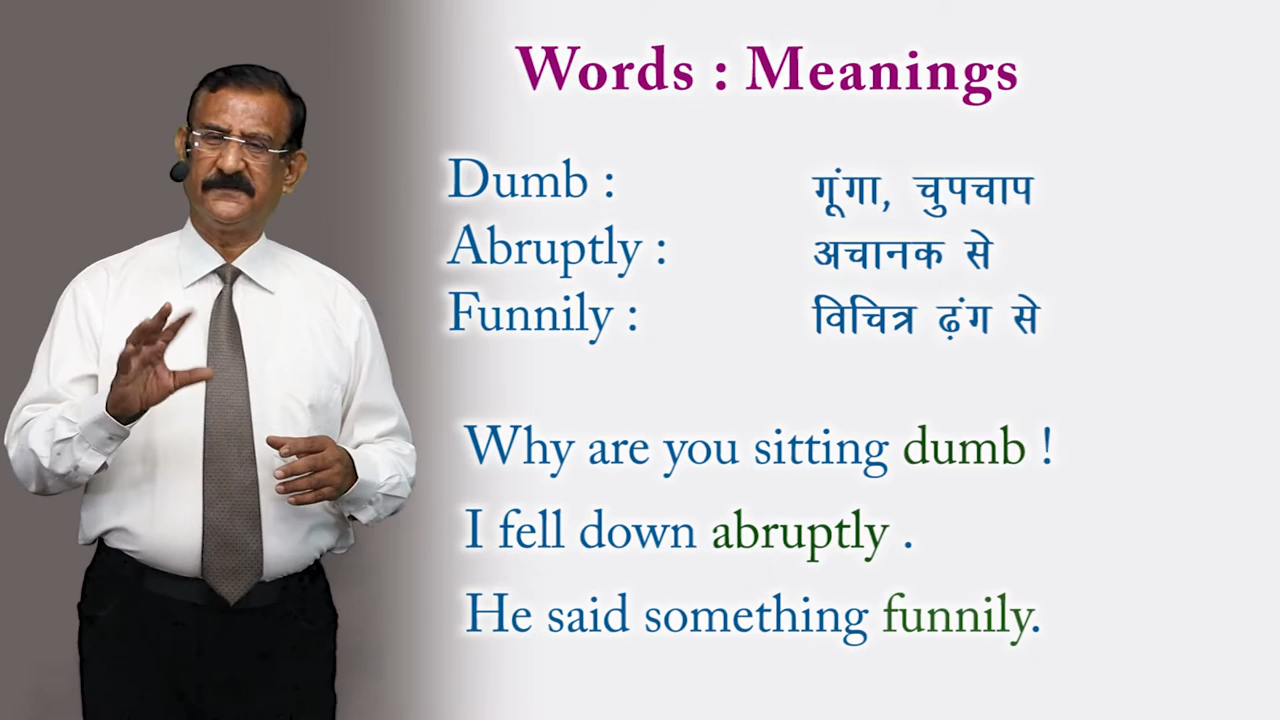 Words : Meanings
Dumb : गूंगा, चुपचाप
Abruptly : अचानक से
Funnily : विचित्र ढ़ंग से
Why are you sitting dumb !
I fell down abruptly .
He said something funnily.